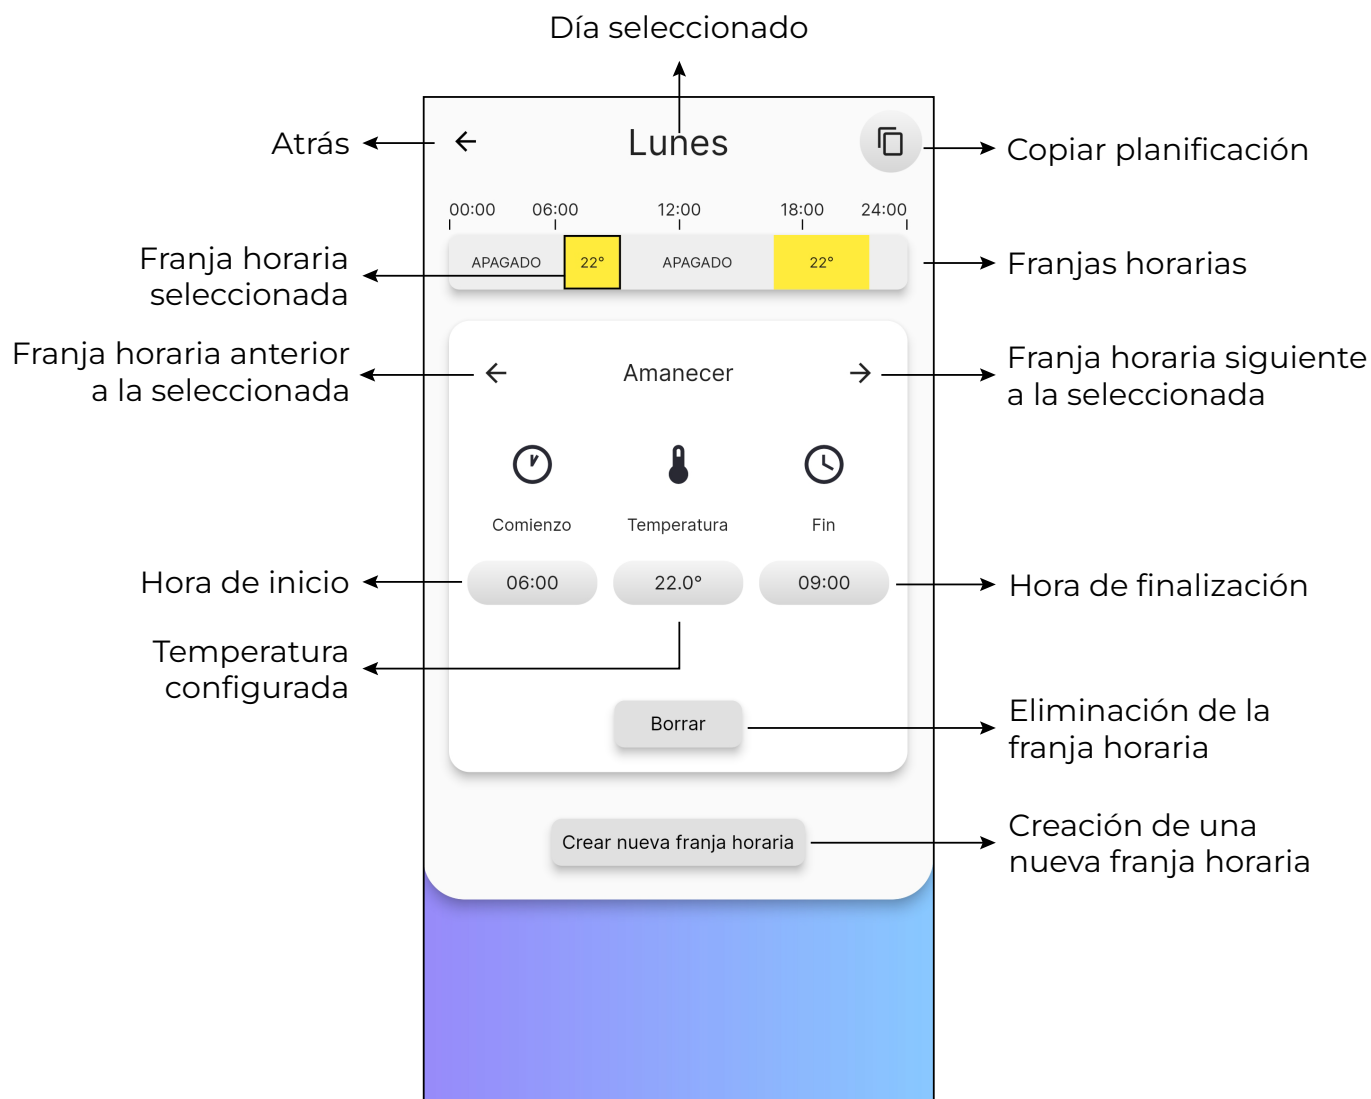 Día seleccionado
Atrás
Lunes
Copiar planificación
00:00 06:00 12:00 18:00 24:00
Franja horaria
seleccionada
APAGADO 22° APAGADO 22°
Franjas horarias
Franja horaria anterior
a la seleccionada
Amanecer
Franja horaria siguiente
a la seleccionada
Comienzo Temperatura Fin
Hora de inicio
06:00 22.0° 09:00
Hora de finalización
Temperatura
configurada
Borrar
Eliminación de la
franja horaria
Crear nueva franja horaria
Creación de una
nueva franja horaria